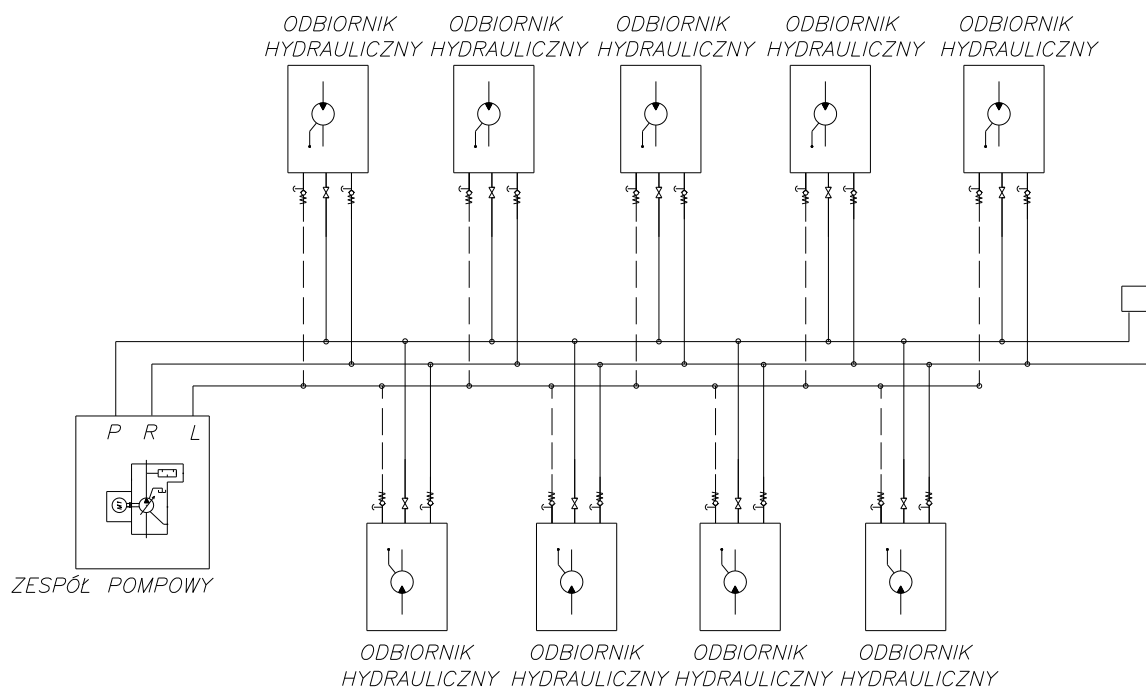 ODBIORNIK ODBIORNIK ODBIORNIK ODBIORNIK ODBIORNIK
HYDRAULICZNY HYDRAULICZNY HYDRAULICZNY HYDRAULICZNY HYDRAULICZNY
P R L
ZESPÓŁ POMPOWY
ODBIORNIK ODBIORNIK ODBIORNIK ODBIORNIK
HYDRAULICZNY HYDRAULICZNY HYDRAULICZNY HYDRAULICZNY